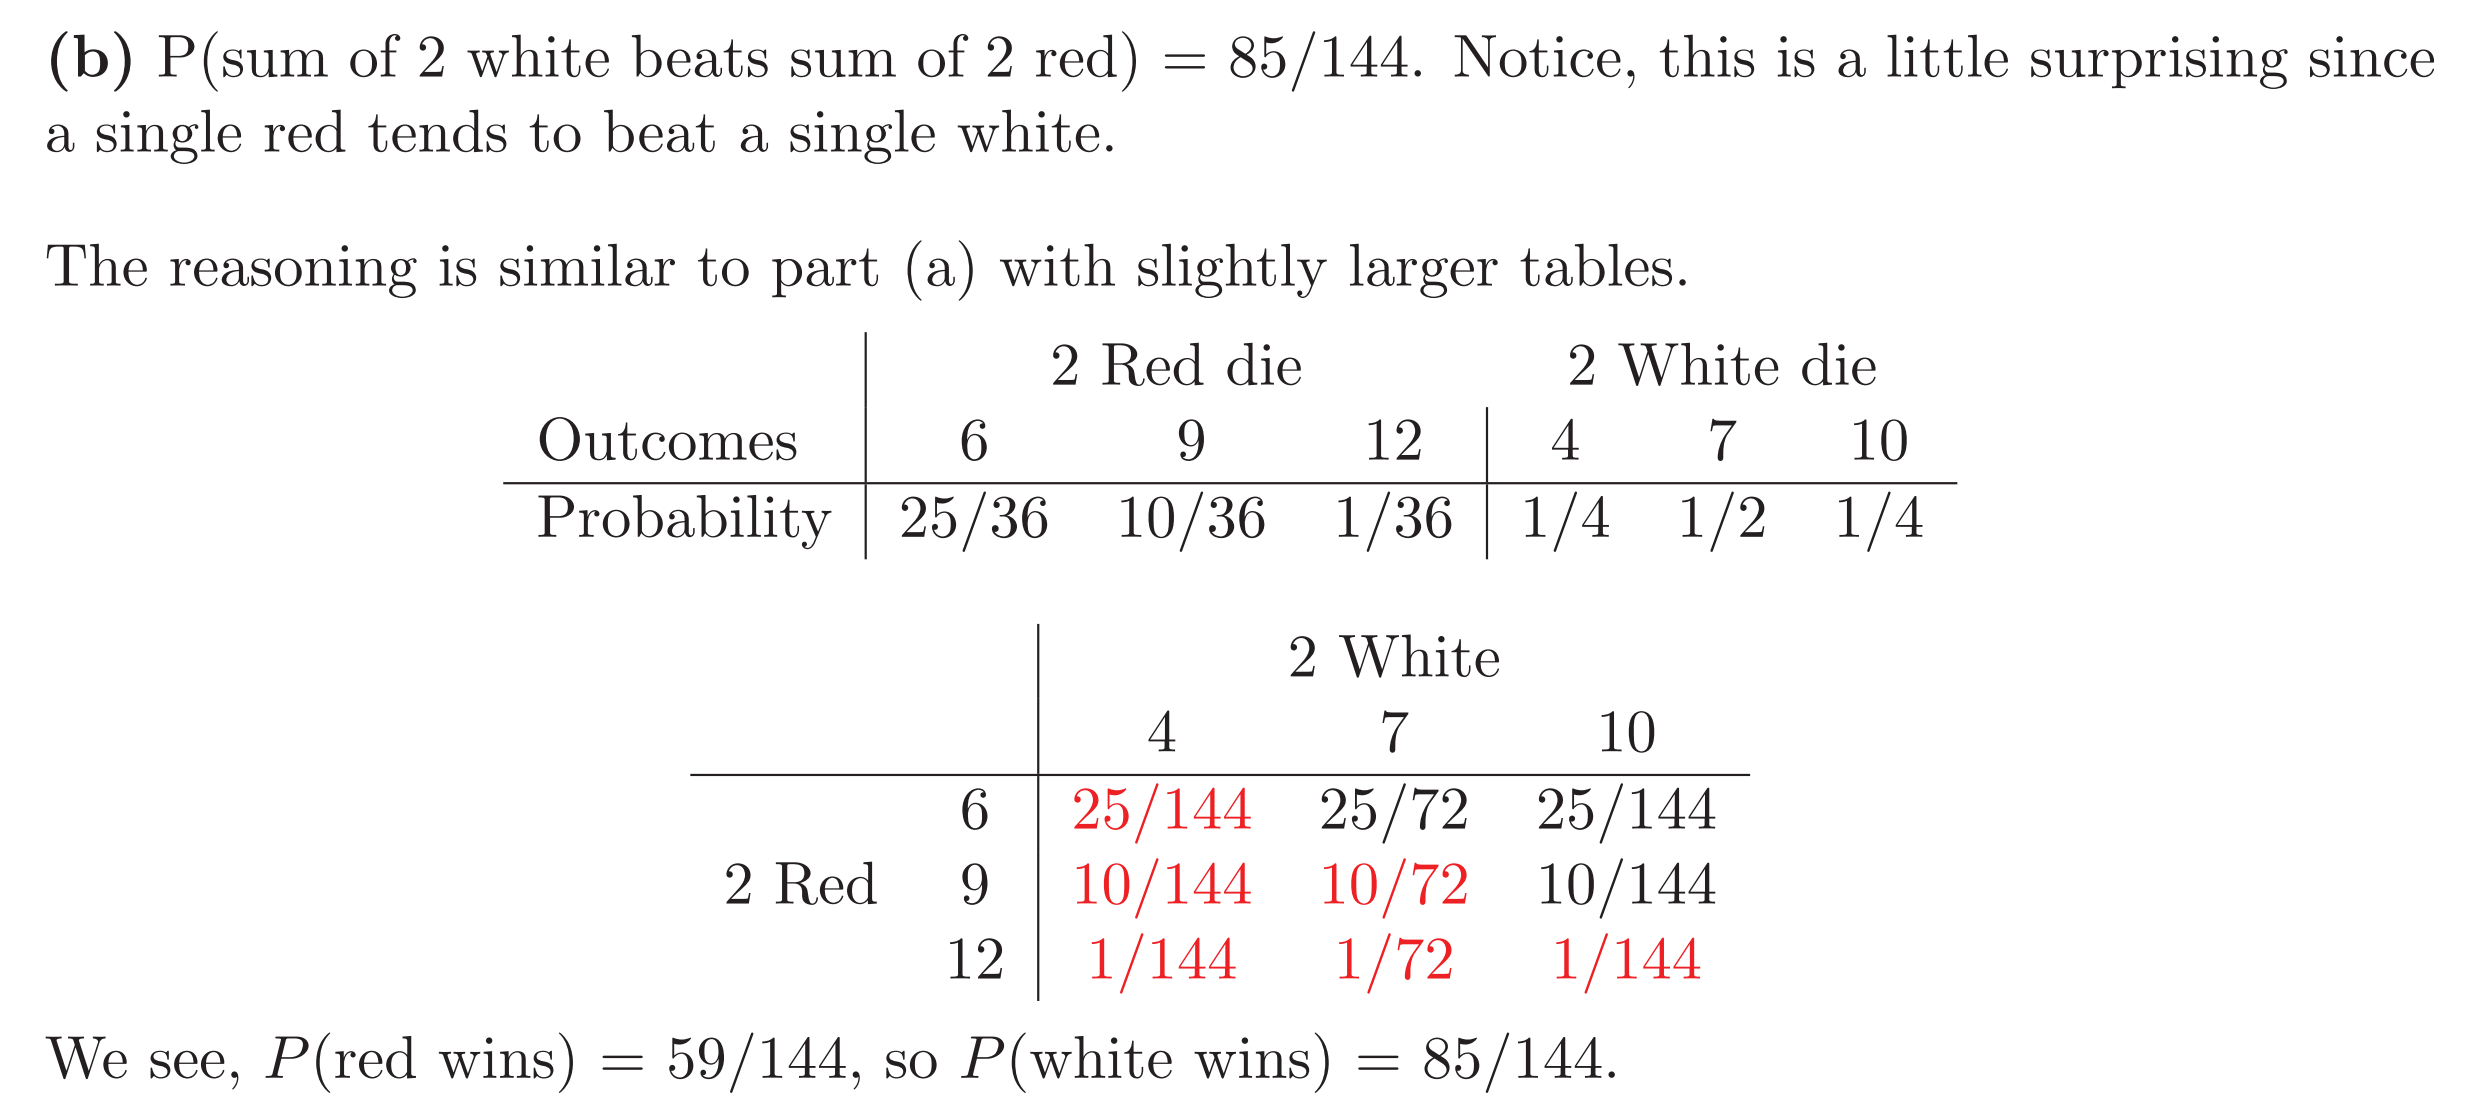 (b) P(sum of 2 white beats sum of 2 red) = 85/144. Notice, this is a little surprising since
a single red tends to beat a single white.
The reasoning is similar to part (a) with slightly larger tables.
2 Red die 2 White die
Outcomes 6 9 12 4 7 10
Probability 25/36 10/36 1/36 1/4 1/2 1/4
2 White
4 7 10
6 25/144 25/72 25/144
2 Red 9 10/144 10/72 10/144
12 1/144 1/72 1/144
We see, P(red wins) = 59/144, so P(white wins) = 85/144.